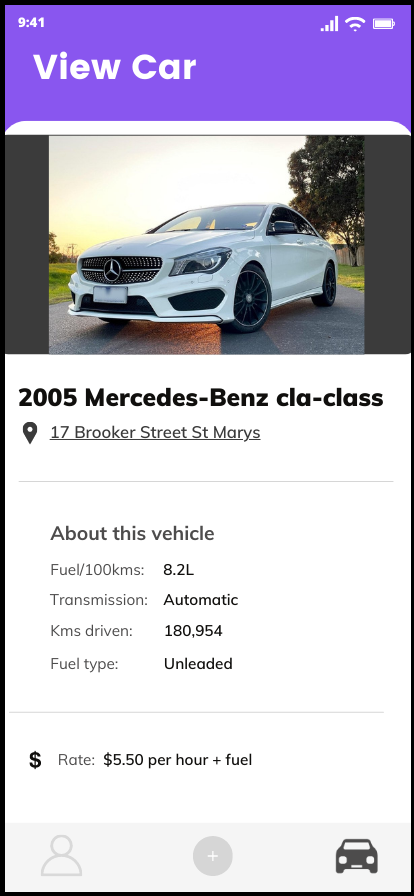 9:41
View Car
2005 Mercedes-Benz cla-class
17 Brooker Street St Marys
About this vehicle
Fuel/100kms: 8.2L
Transmission: Automatic
Kms driven: 180,954
Fuel type: Unleaded
$ Rate: $5.50 per hour + fuel
+